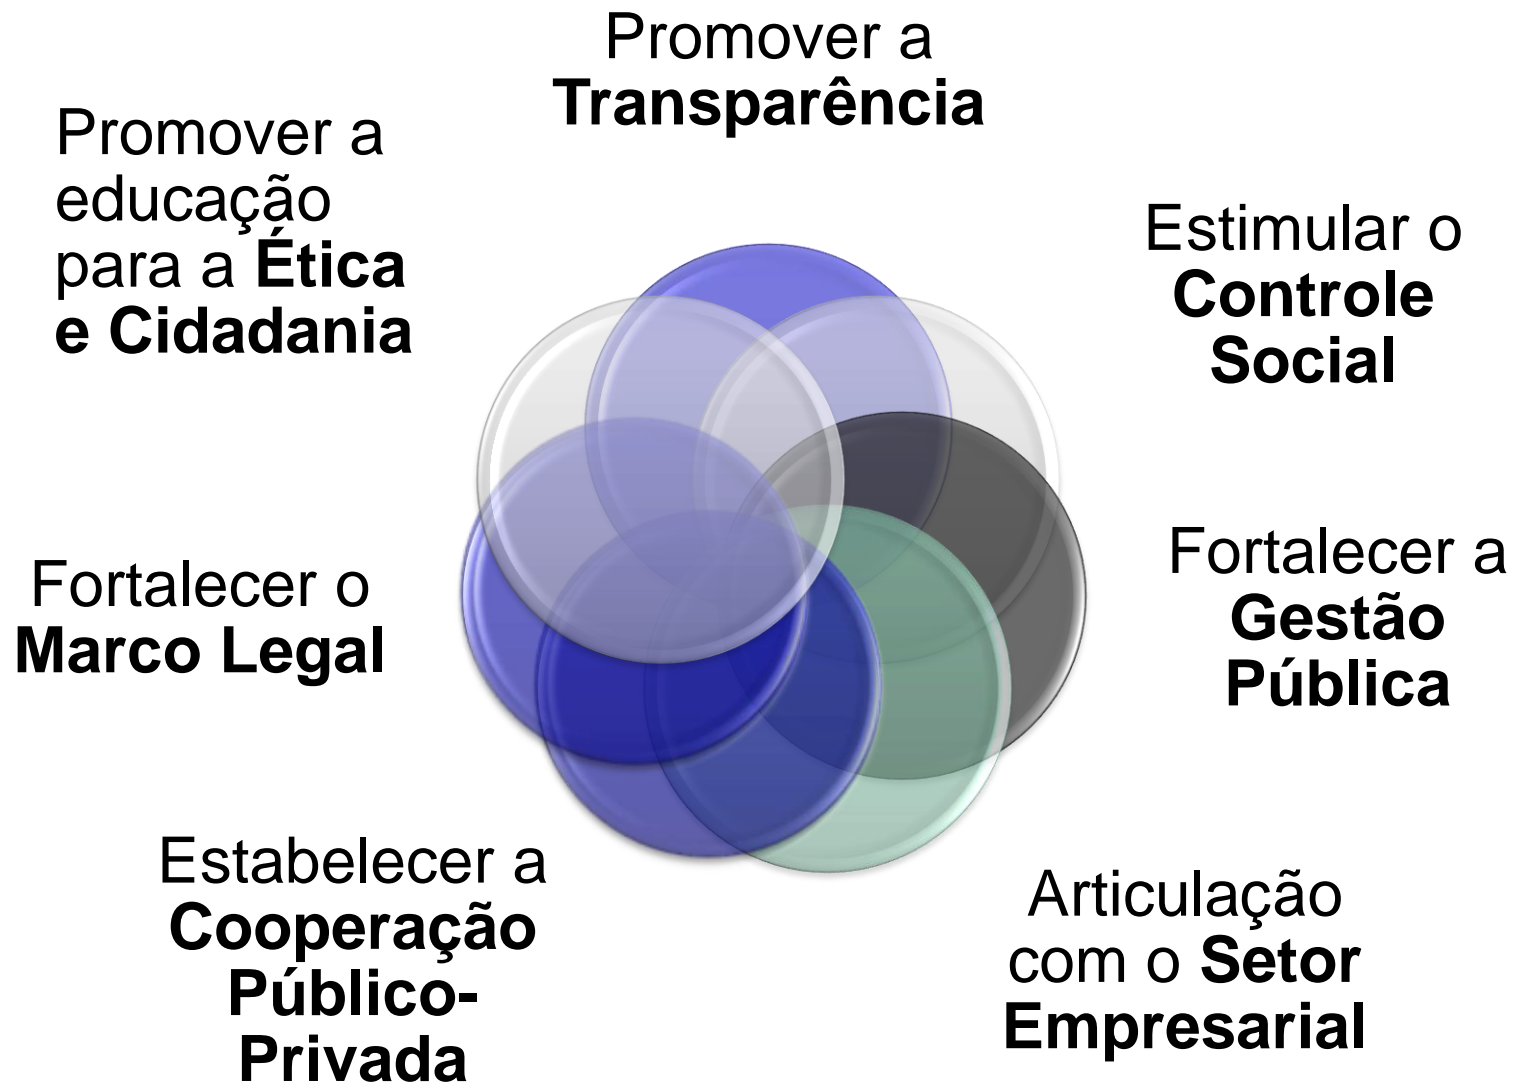 Promover a
Transparência
Estimular o
Controle
Social
Fortalecer a
Gestão
Pública
Articulação
com o Setor
Empresarial
Estabelecer a
Cooperação
Público-
Privada
Fortalecer o
Marco Legal
Promover a
educação
para a Ética
e Cidadania